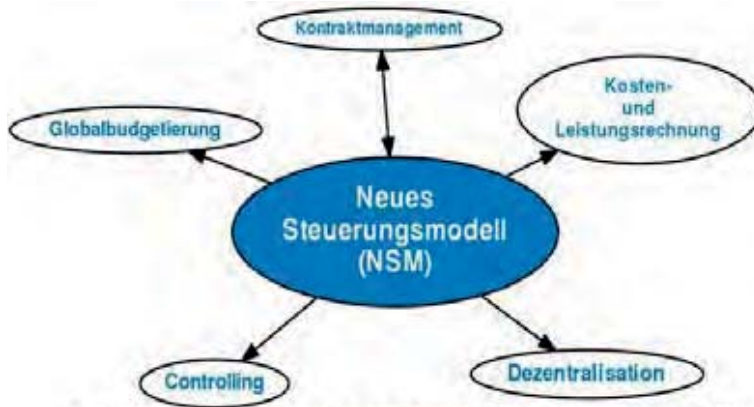 Kontraktmanagement
Globalbudgetierung
Kosten-
und
Leistungsrechnung
Neues
Steuerungsmodell
(NSM)
Controlling
Dezentralisation